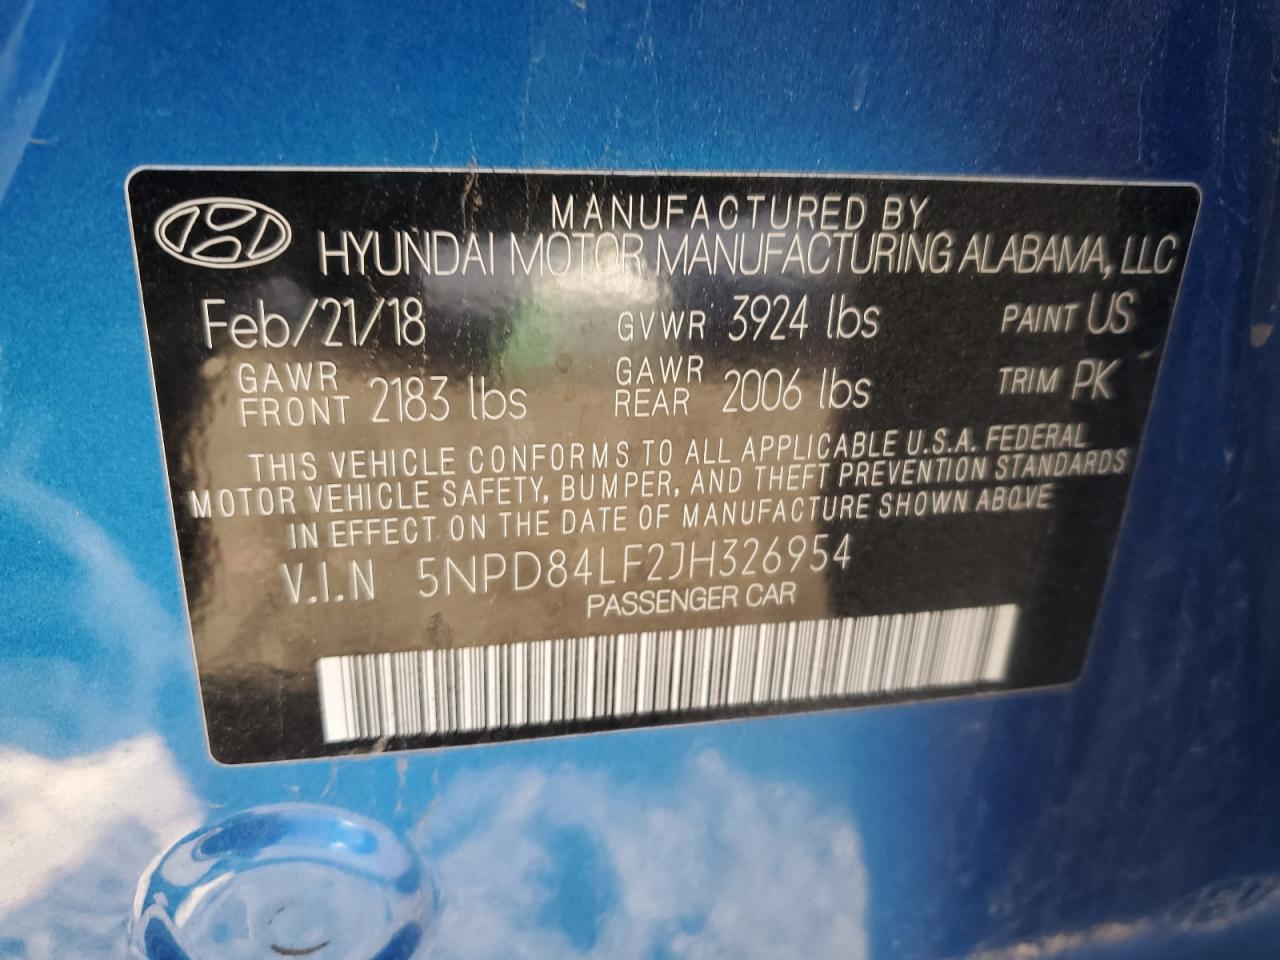 MANUFACTURED BY
HYUNDAI MOTOR MANUFACTURING ALABAMA, LLC
Feb/21/18 GVWR 3924 lbs PAINT US
GAWR FRONT 2183 lbs GAWR REAR 2006 lbs TRIM PK
THIS VEHICLE CONFORMS TO ALL APPLICABLE U.S.A. FEDERAL
MOTOR VEHICLE SAFETY, BUMPER, AND THEFT PREVENTION STANDARDS
IN EFFECT ON THE DATE OF MANUFACTURE SHOWN ABOVE
V.I.N 5NPD84LF2JH326954
PASSENGER CAR